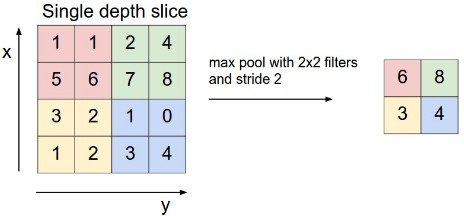 Single depth slice
x
1 1 2 4
5 6 7 8
3 2 1 0
1 2 3 4
y
max pool with 2x2 filters
and stride 2
6 8
3 4